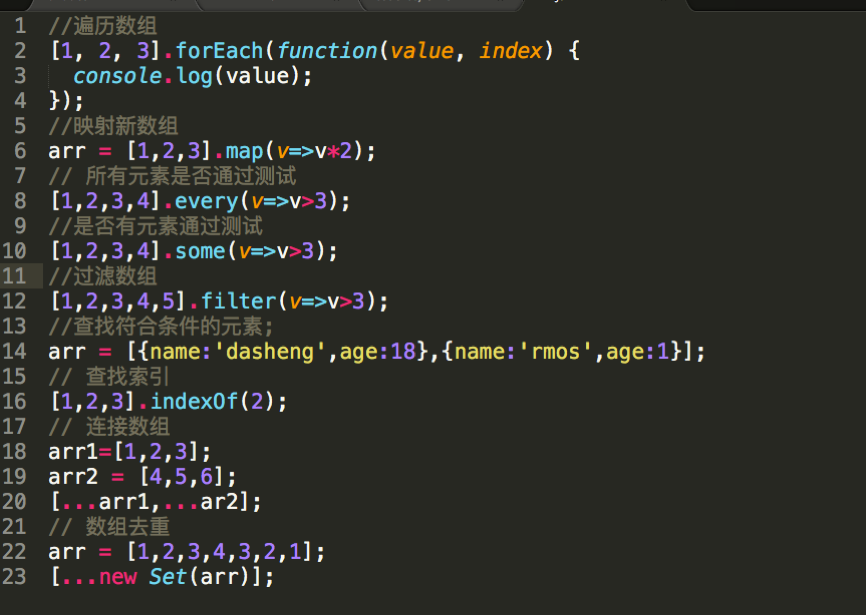 1 //遍历数组
2 [1, 2, 3].forEach(function(value, index) {
3   console.log(value);
4 });
5 //映射新数组
6 arr = [1,2,3].map(v=>v*2);
7 // 所有元素是否通过测试
8 [1,2,3,4].every(v=>v>3);
9 //是否有元素通过测试
10 [1,2,3,4].some(v=>v>3);
11 //过滤数组
12 [1,2,3,4,5].filter(v=>v>3);
13 //查找符合条件的元素;
14 arr = [{name:'dasheng',age:18},{name:'rmos',age:1}];
15 // 查找索引
16 [1,2,3].indexOf(2);
17 // 连接数组
18 arr1=[1,2,3];
19 arr2 = [4,5,6];
20 [...arr1,...ar2];
21 // 数组去重
22 arr = [1,2,3,4,3,2,1];
23 [...new Set(arr)];